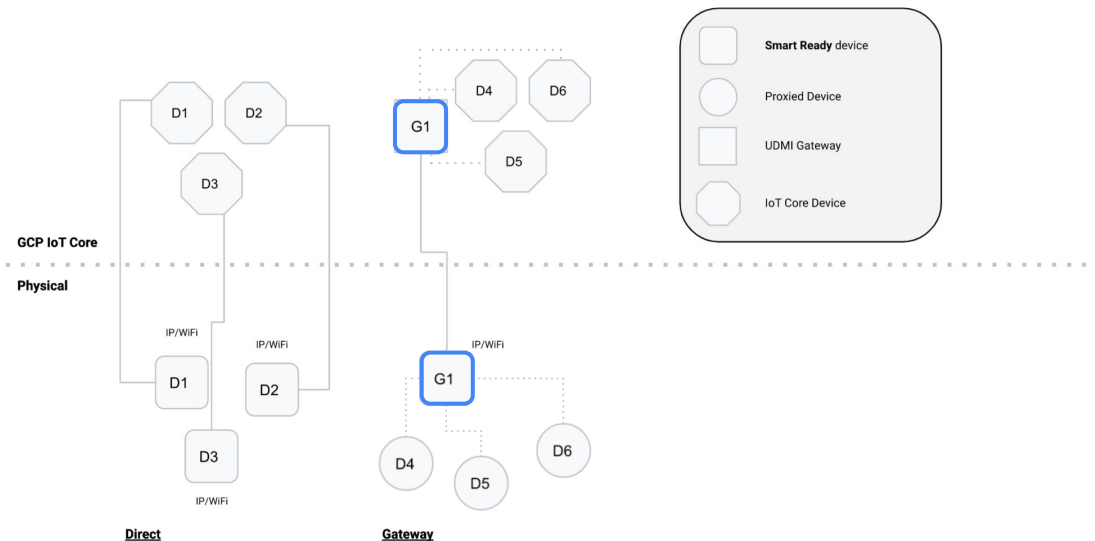 D1
D2
D3
D4
D6
G1
D5
Smart Ready device
Proxied Device
UDMI Gateway
IoT Core Device
GCP IoT Core
Physical
IP/WiFi
IP/WiFi
IP/WiFi
D1
D2
G1
D3
D4
D5
D6
IP/WiFi
Direct
Gateway